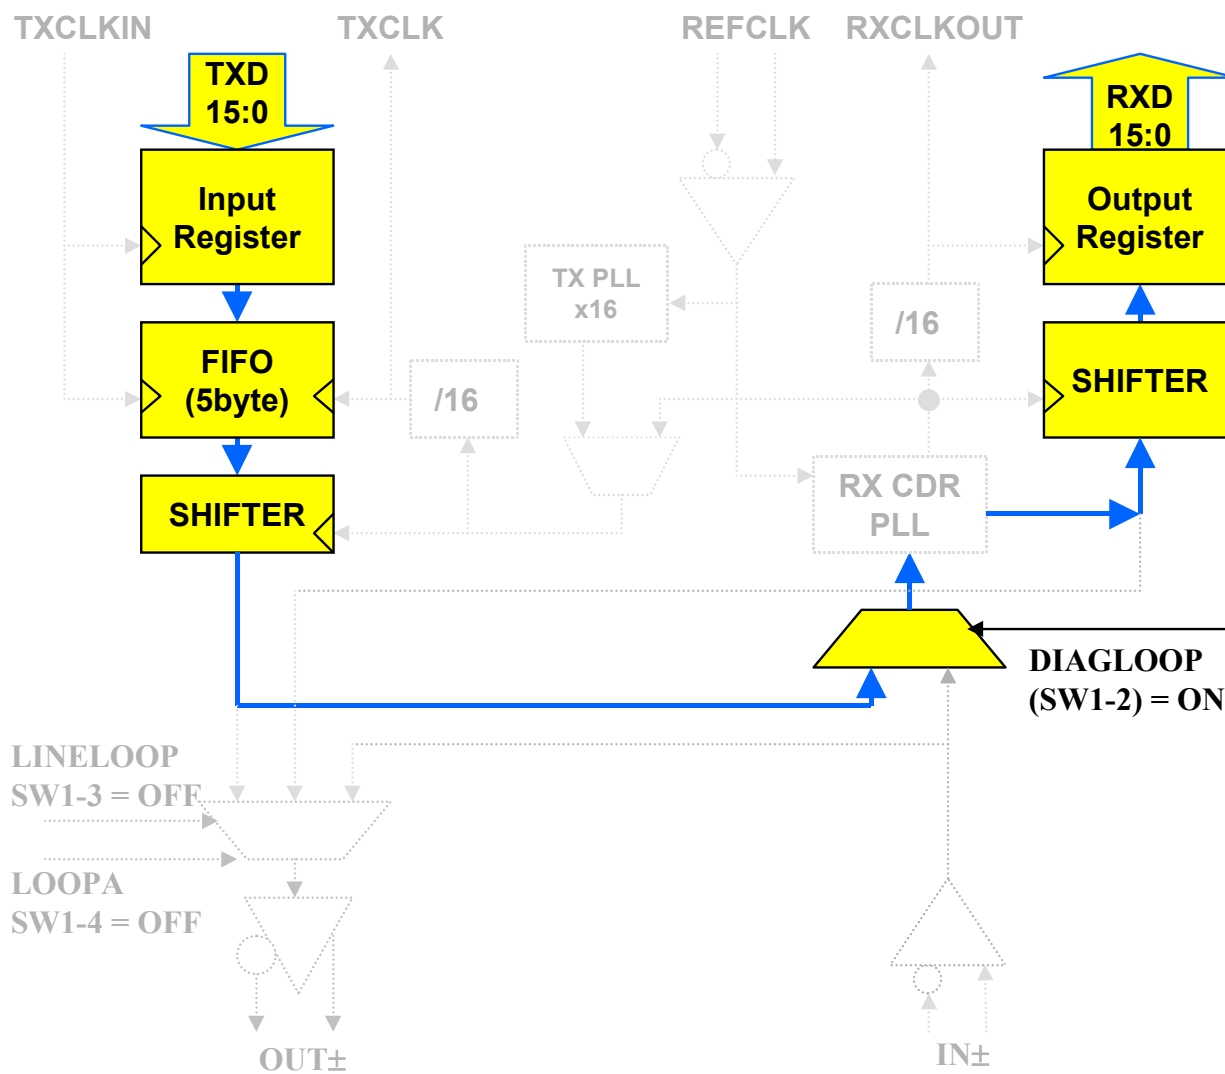 TXCLKIN
TXCLK
REFCLK
RXCLKOUT
TXD
15:0
RXD
15:0
Input
Register
Output
Register
TX PLL
x16
/16
FIFO
(5byte)
/16
SHIFTER
SHIFTER
RX CDR
PLL
DIAGLOOP
(SW1-2) = ON
LINELOOP
SW1-3 = OFF
LOOPA
SW1-4 = OFF
OUT±
IN±